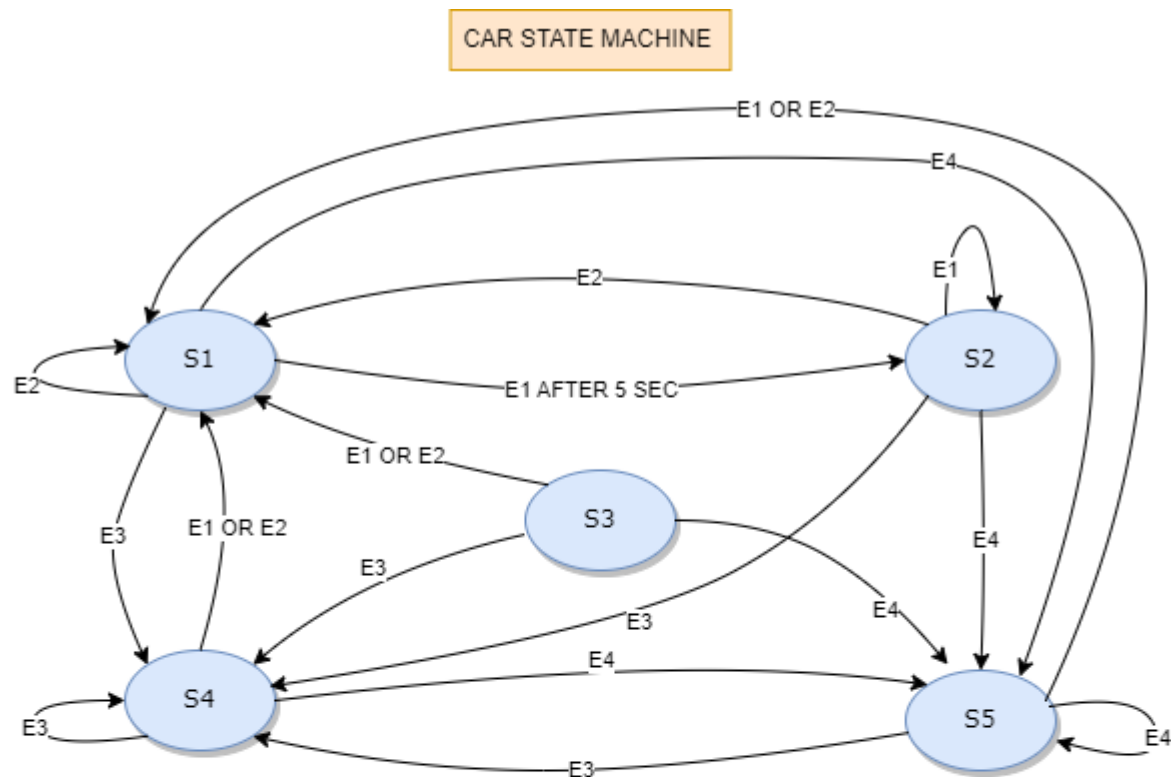 CAR STATE MACHINE
E1 OR E2
E4
E2
E1
S1
S2
E2
E1 AFTER 5 SEC
E1 OR E2
S3
E3
E1 OR E2
E4
E3
E4
E3
E4
S4
S5
E3
E4
E3